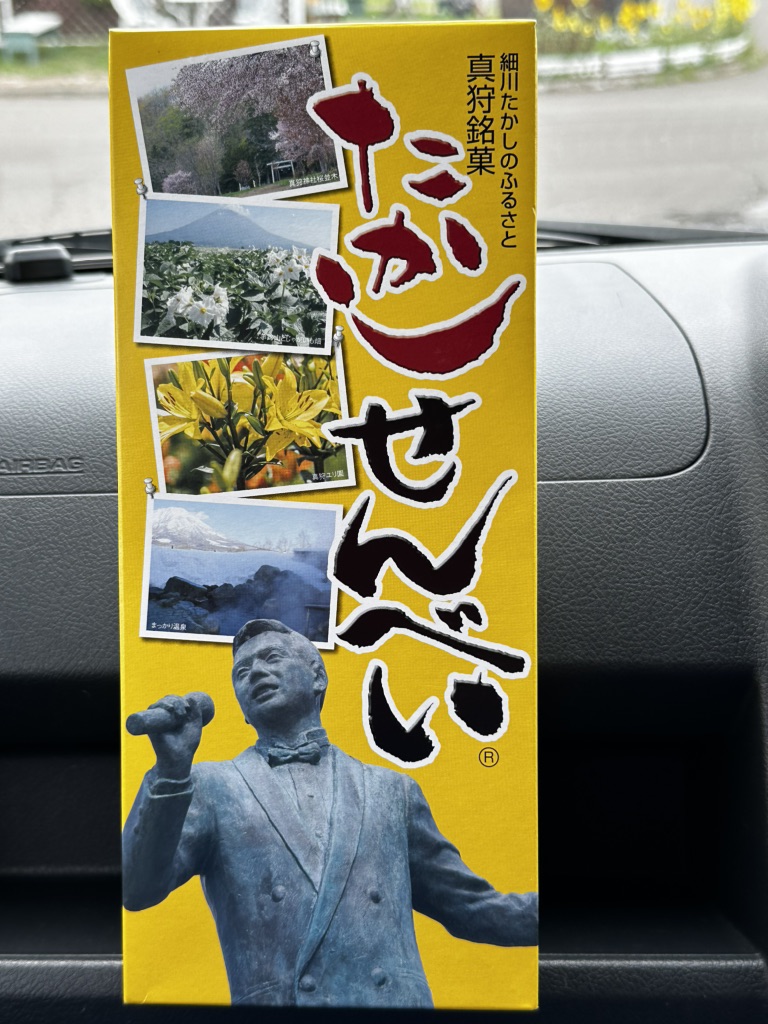 細川たかしのふるさと
真狩銘菓
たかし
せんべい
®
真狩神社桜並木
真狩ユリ園
まっかり温泉
AIRBAG